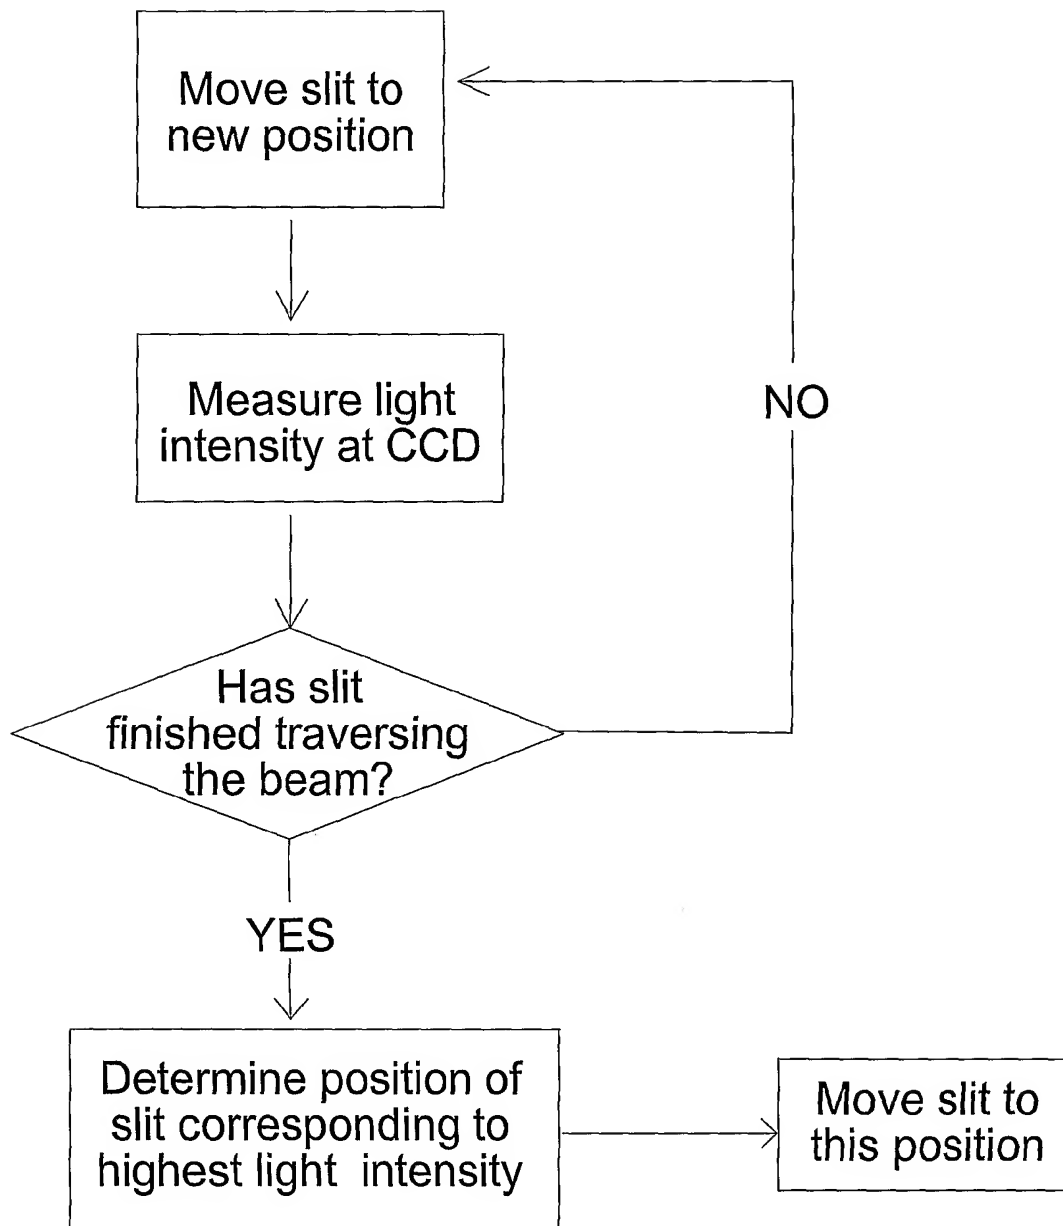 Move slit to
new position
Measure light
intensity at CCD
NO
Has slit
finished traversing
the beam?
YES
Determine position of
slit corresponding to
highest light intensity
Move slit to
this position